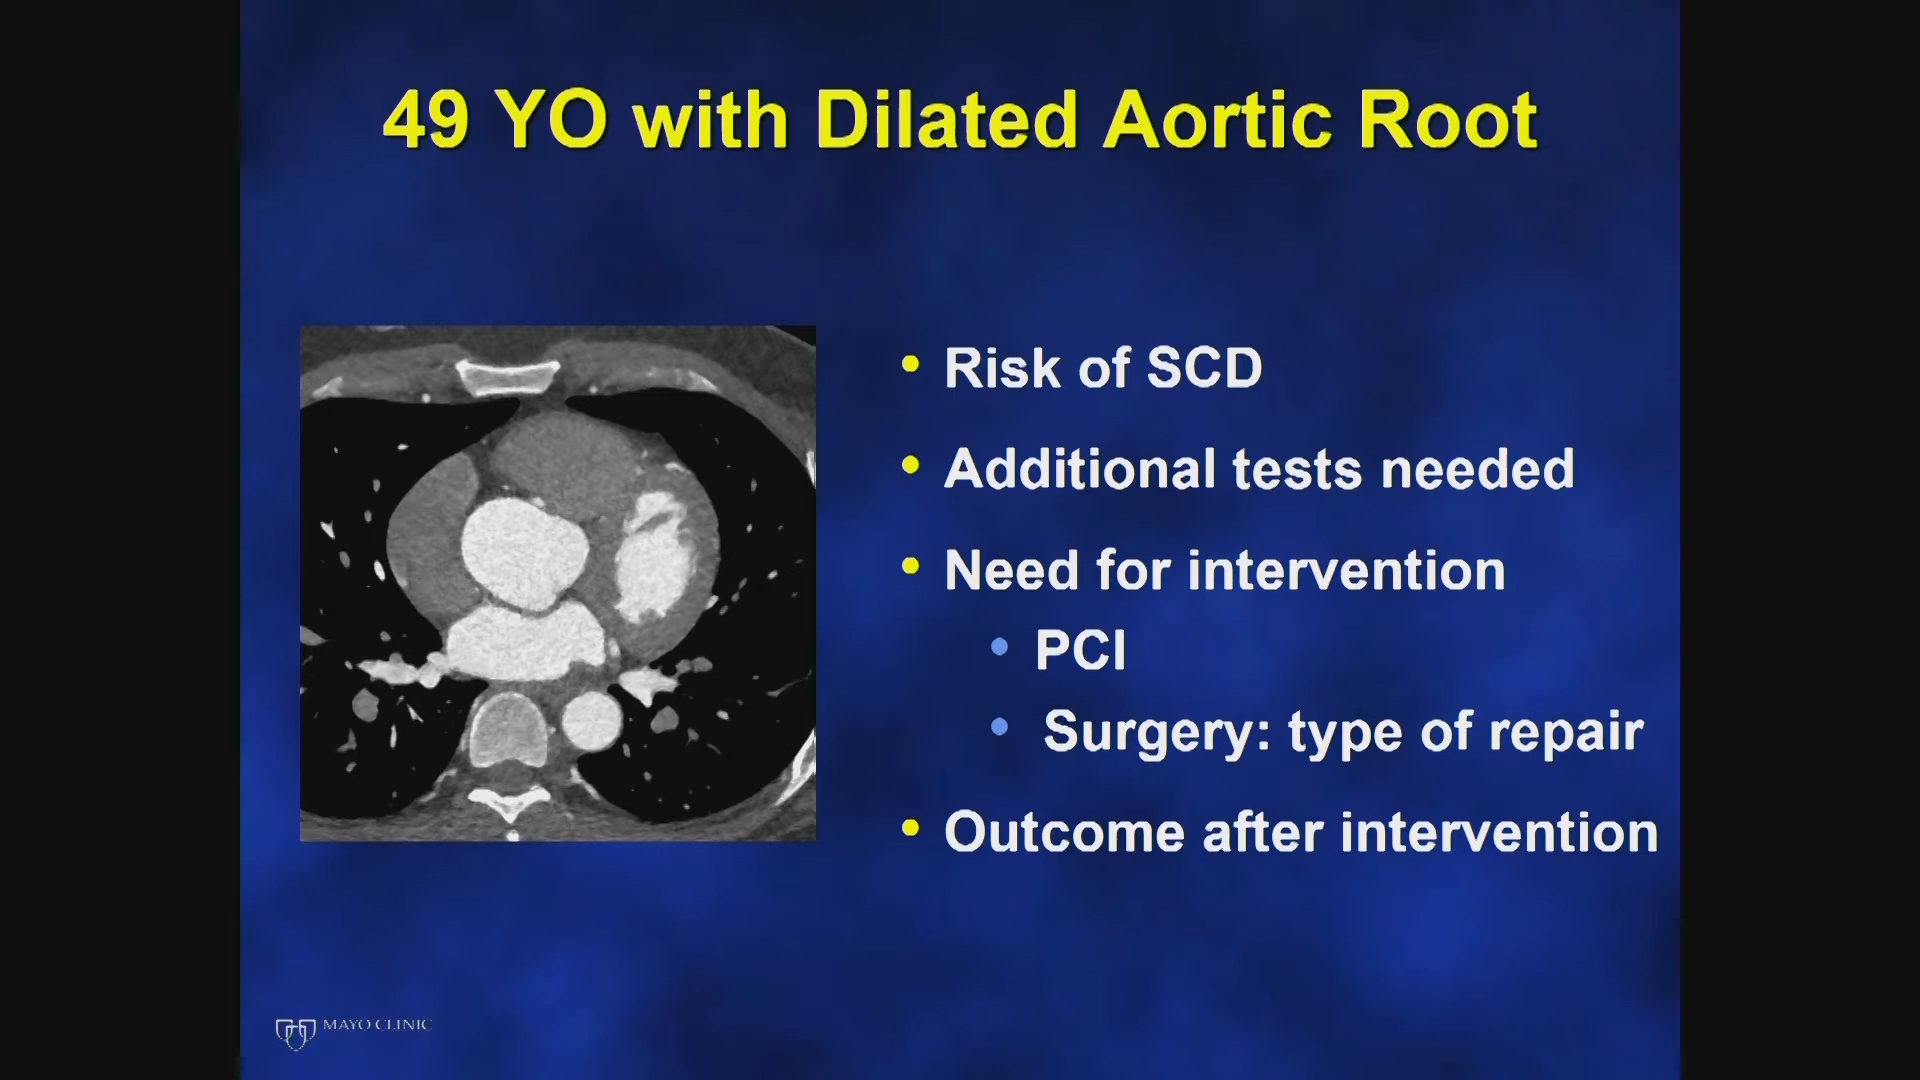 49 YO with Dilated Aortic Root
• Risk of SCD
• Additional tests needed
• Need for intervention
• PCI
• Surgery: type of repair
• Outcome after intervention
MAYO CLINIC